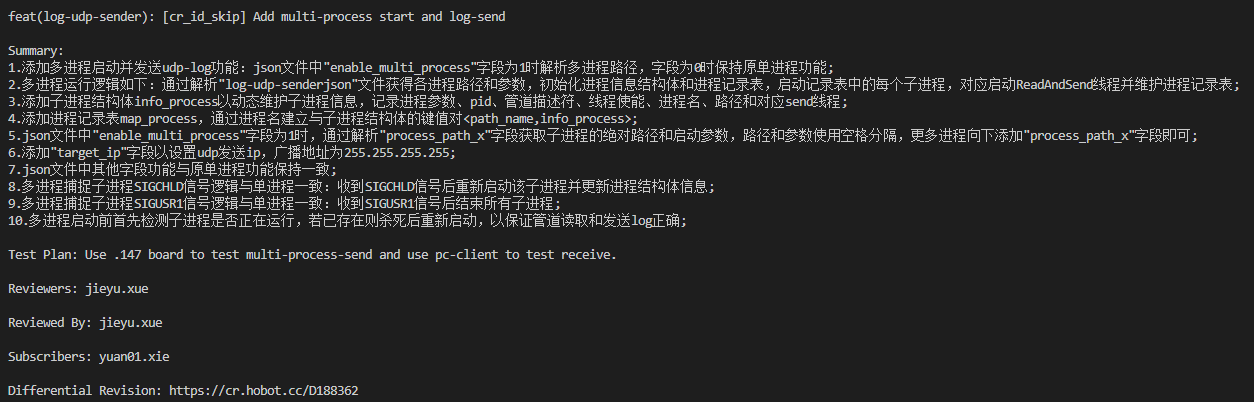 feat(log-udp-sender): [cr_id_skip] Add multi-process start and log-send
Summary:
1.添加多进程启动并发送udp-log功能：json文件中"enable_multi_process"字段为1时解析多进程路径，字段为0时保持原单进程功能;
2.多进程运行逻辑如下：通过解析"log-udp-senderjson"文件获得各进程路径和参数，初始化进程信息结构体和进程记录表，启动记录表中的每个子进程，对应启动ReadAndSend线程并维护进程记录表;
3.添加子进程结构体info_process以动态维护子进程信息，记录进程参数、pid、管道描述符、线程使能、进程名、路径和对应send线程;
4.添加进程记录表map_process，通过进程名建立与子进程结构体的键值对<path_name,info_process>;
5.json文件中"enable_multi_process"字段为1时，通过解析"process_path_x"字段获取子进程的绝对路径和启动参数，路径和参数使用空格分隔，更多进程向下添加"process_path_x"字段即可;
6.添加"target_ip"字段以设置udp发送ip，广播地址为255.255.255.255;
7.json文件中其他字段功能与原单进程功能保持一致;
8.多进程捕捉子进程SIGCHLD信号逻辑与单进程一致：收到SIGCHLD信号后重新启动该子进程并更新进程结构体信息;
9.多进程捕捉子进程SIGUSR1信号逻辑与单进程一致：收到SIGUSR1信号后结束所有子进程;
10.多进程启动前首先检测子进程是否正在运行，若已存在则杀死后重新启动，以保证管道读取和发送log正确;
Test Plan: Use .147 board to test multi-process-send and use pc-client to test receive.
Reviewers: jieyu.xue
Reviewed By: jieyu.xue
Subscribers: yuan01.xie
Differential Revision: https://cr.hobot.cc/D188362